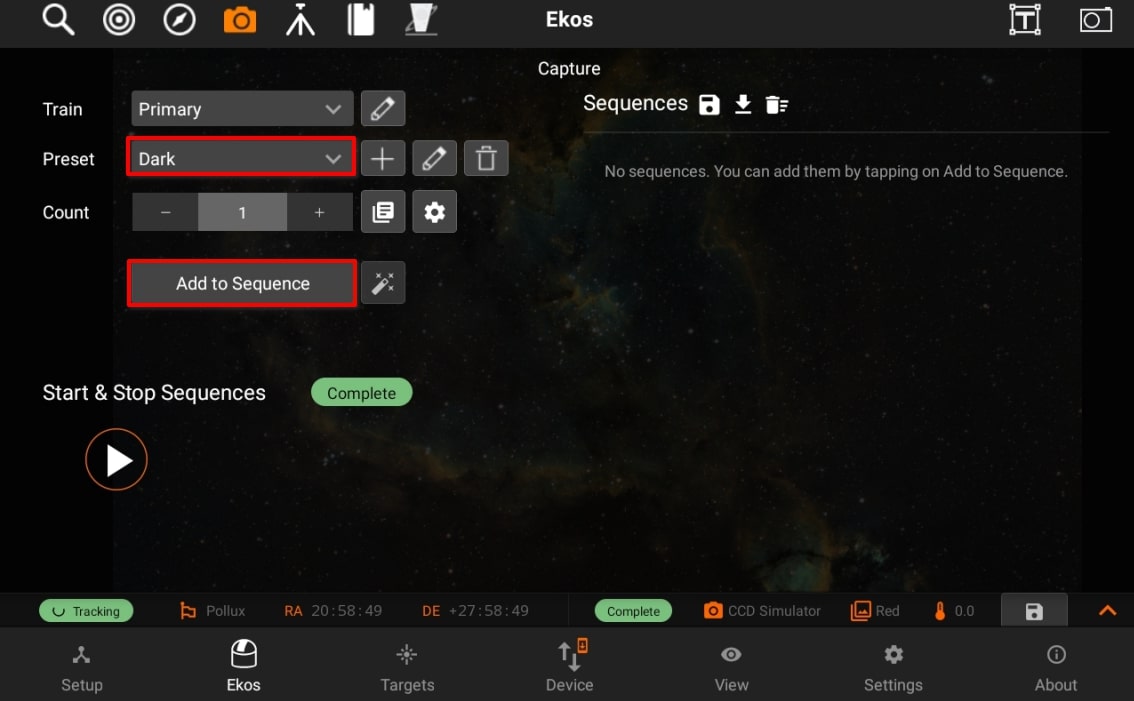 Ekos
Capture
Train Primary
Sequences
Preset Dark
No sequences. You can add them by tapping on Add to Sequence.
Count − 1 +
Add to Sequence
Start & Stop Sequences Complete
Tracking Pollux RA 20:58:49 DE +27:58:49 Complete CCD Simulator Red 0.0
Setup Ekos Targets Device View Settings About